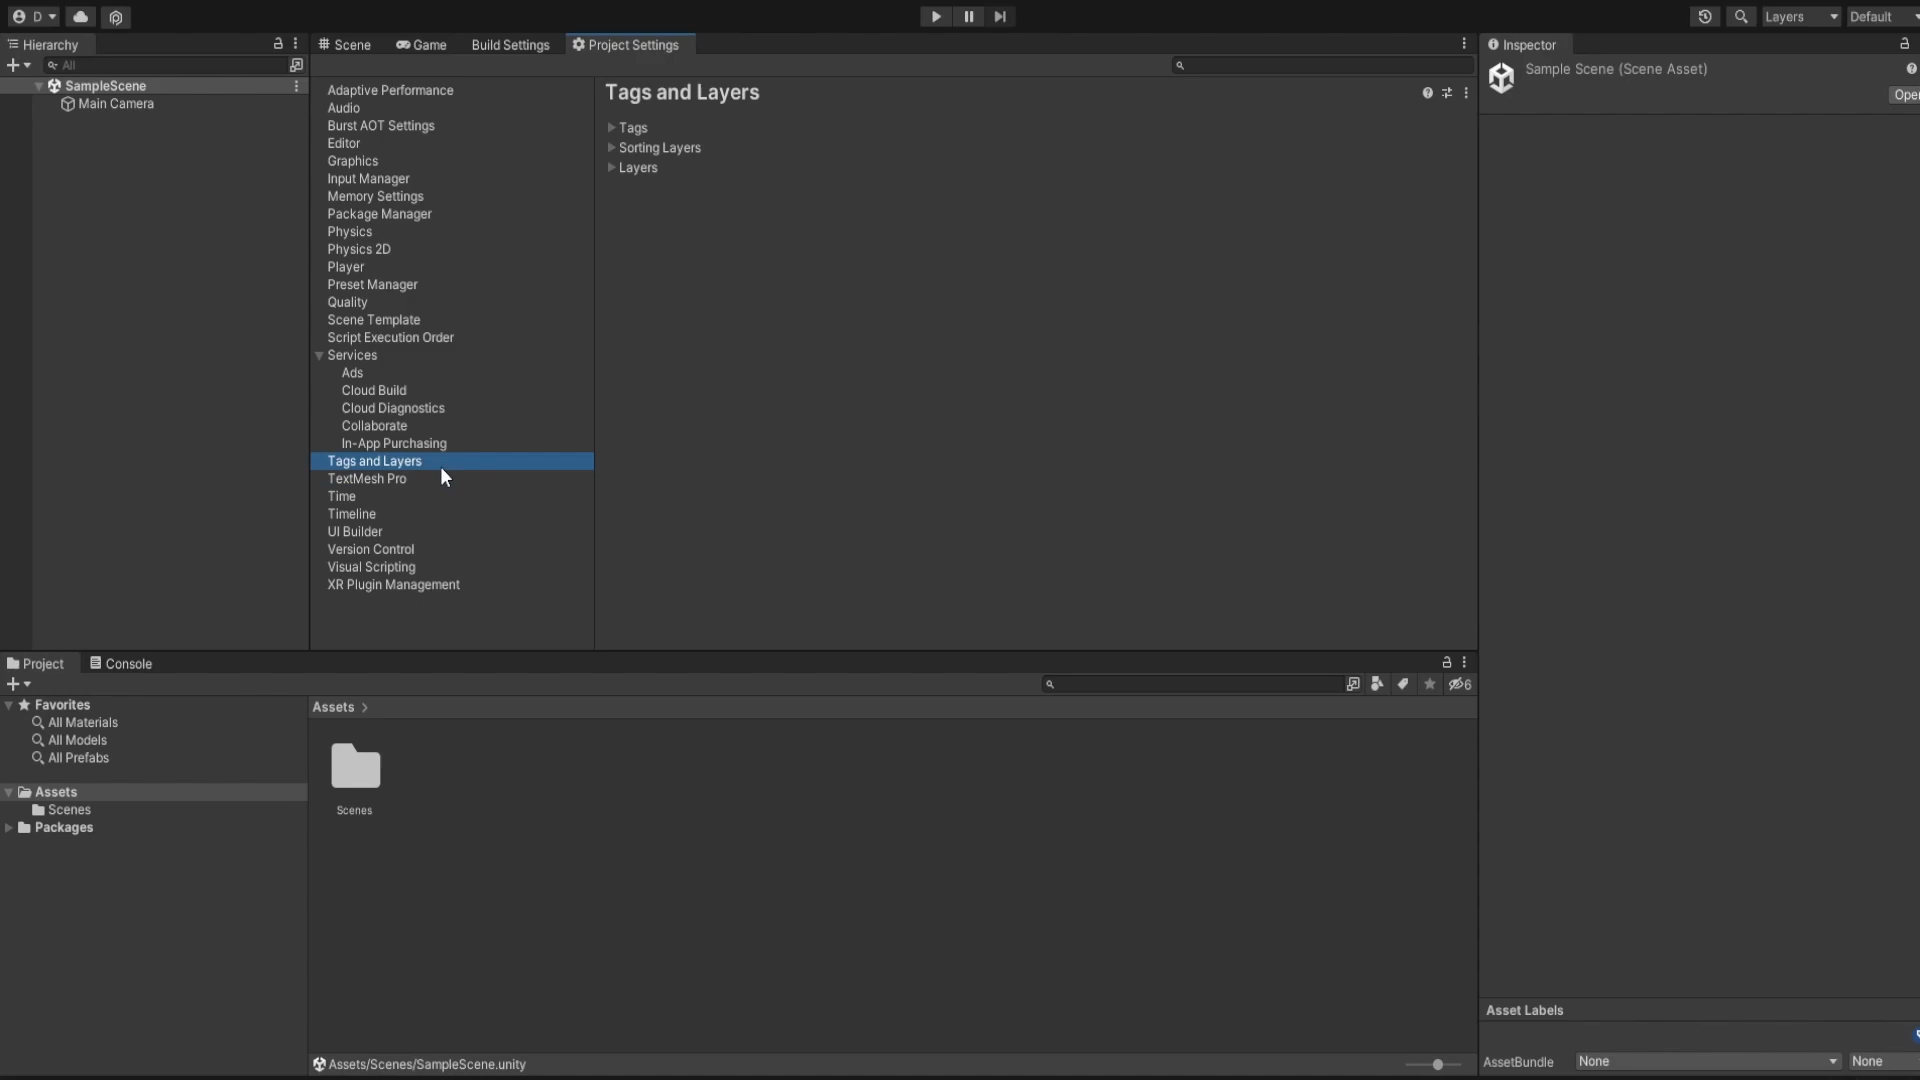 D
Layers
Default
Hierarchy
All
SampleScene
Main Camera
Scene
Game
Build Settings
Project Settings
Adaptive Performance
Audio
Burst AOT Settings
Editor
Graphics
Input Manager
Memory Settings
Package Manager
Physics
Physics 2D
Player
Preset Manager
Quality
Scene Template
Script Execution Order
Services
Ads
Cloud Build
Cloud Diagnostics
Collaborate
In-App Purchasing
Tags and Layers
TextMesh Pro
Time
Timeline
UI Builder
Version Control
Visual Scripting
XR Plugin Management
Tags and Layers
Tags
Sorting Layers
Layers
Inspector
Sample Scene (Scene Asset)
Open
Project
Console
6
Favorites
All Materials
All Models
All Prefabs
Assets
Scenes
Packages
Assets
Scenes
Assets/Scenes/SampleScene.unity
Asset Labels
AssetBundle
None
None